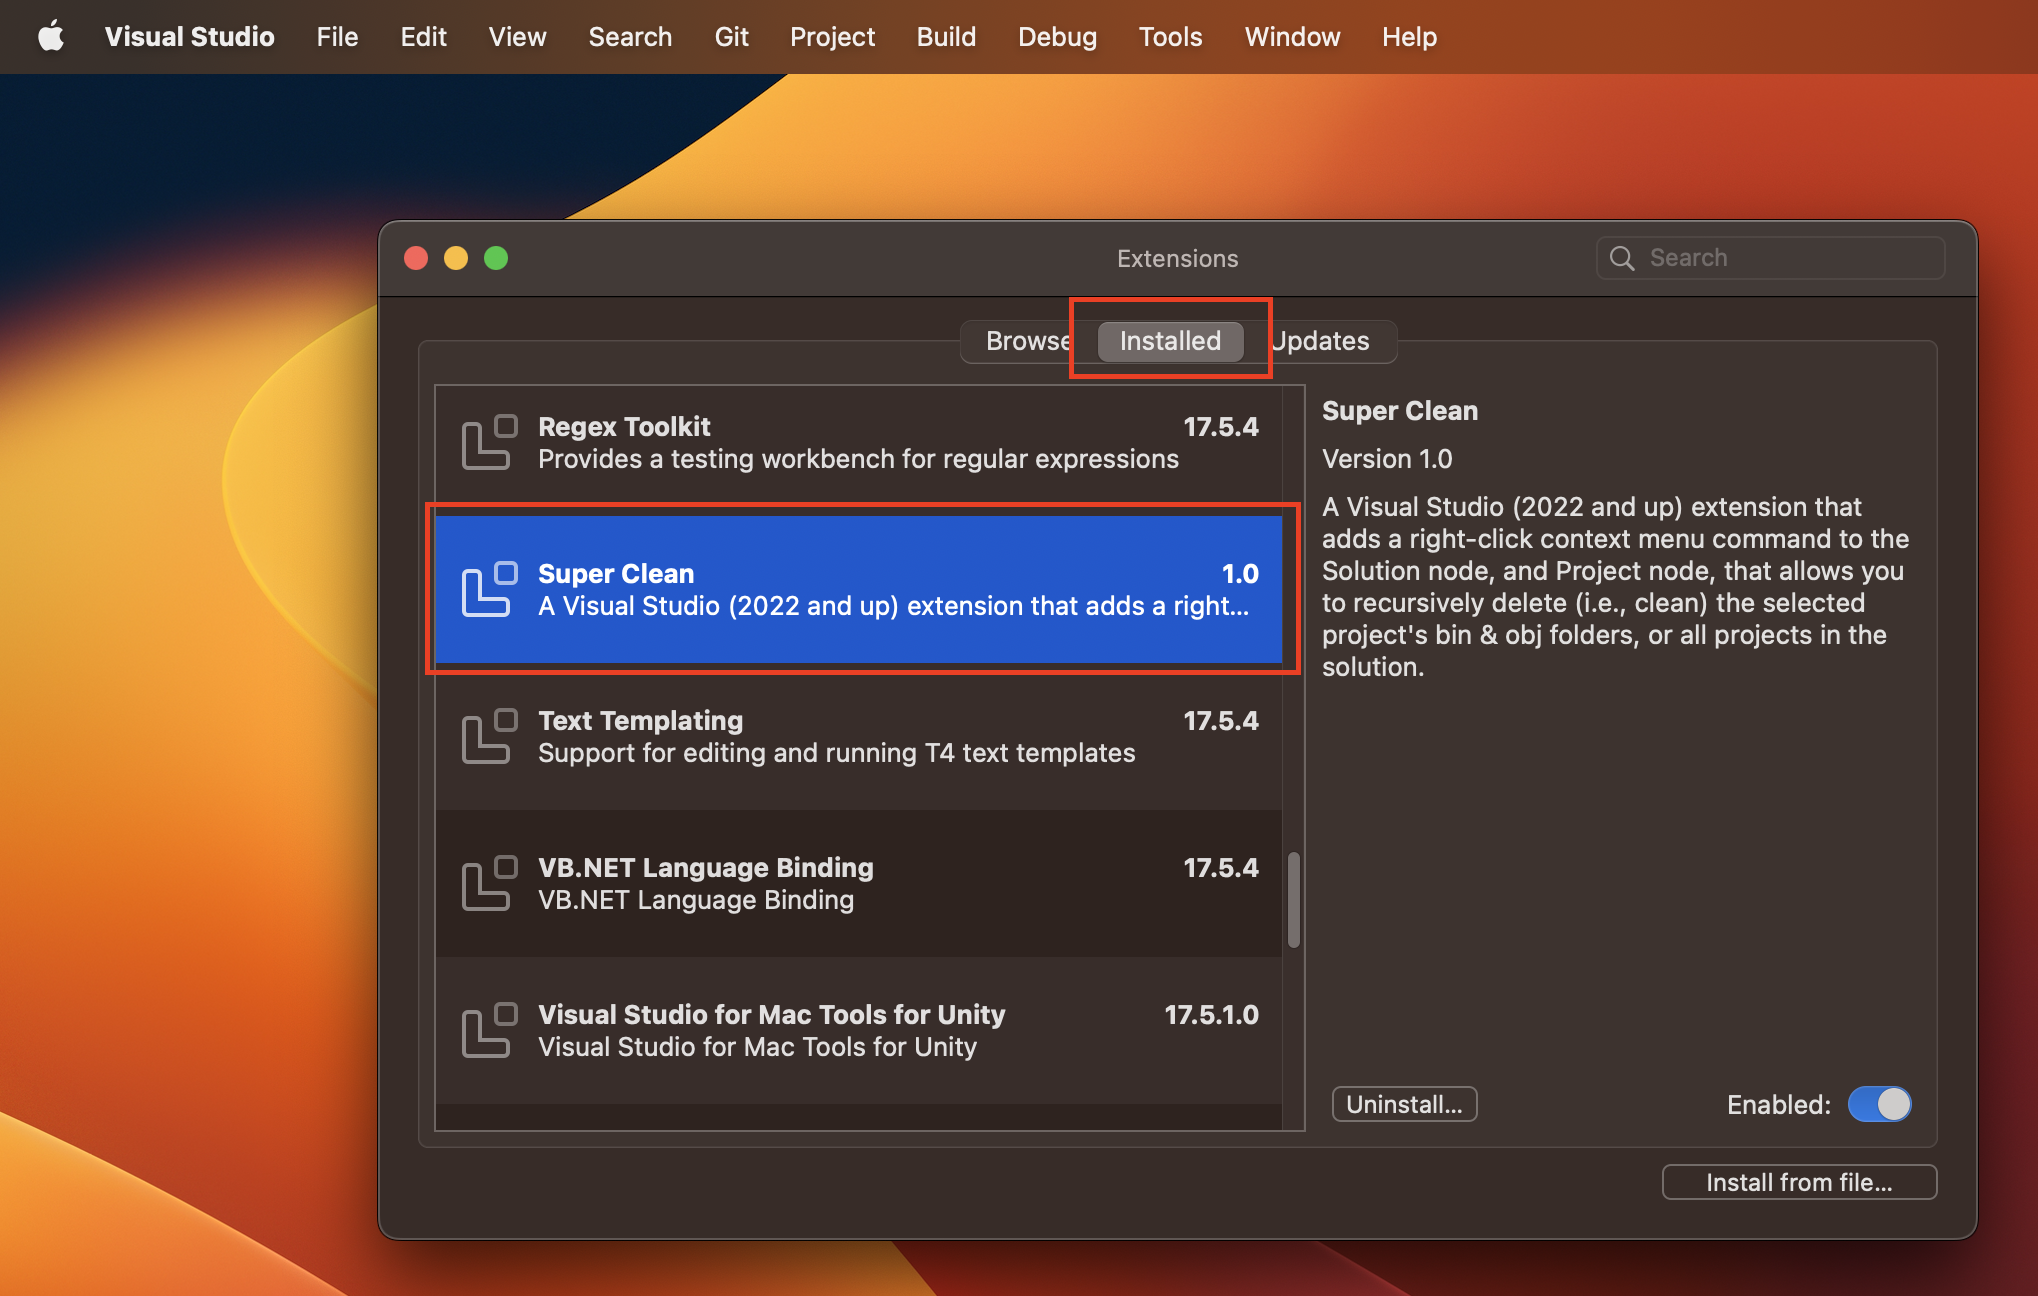 Visual Studio File Edit View Search Git Project Build Debug Tools Window Help
Extensions
Search
Browse Installed Updates
Regex Toolkit 17.5.4
Provides a testing workbench for regular expressions
Super Clean 1.0
A Visual Studio (2022 and up) extension that adds a right...
Text Templating 17.5.4
Support for editing and running T4 text templates
VB.NET Language Binding 17.5.4
VB.NET Language Binding
Visual Studio for Mac Tools for Unity 17.5.1.0
Visual Studio for Mac Tools for Unity
Super Clean
Version 1.0
A Visual Studio (2022 and up) extension that
adds a right-click context menu command to the
Solution node, and Project node, that allows you
to recursively delete (i.e., clean) the selected
project's bin & obj folders, or all projects in the
solution.
Uninstall... Enabled:
Install from file...